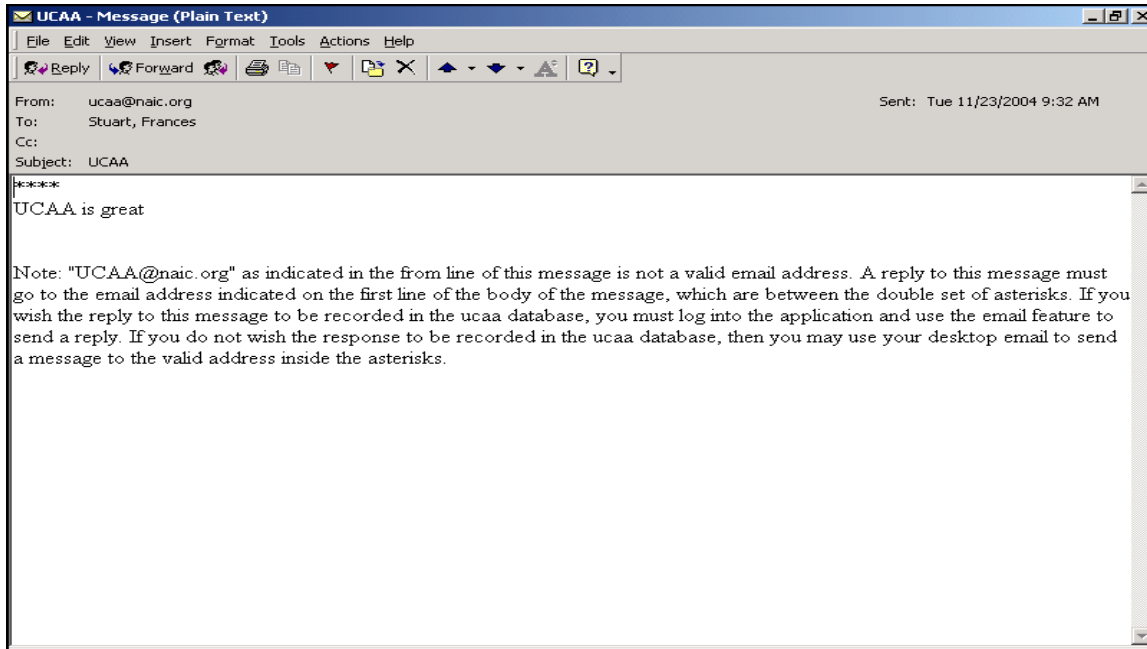 UCAA - Message (Plain Text)
File Edit View Insert Format Tools Actions Help
Reply Forward
From: ucaa@naic.org Sent: Tue 11/23/2004 9:32 AM
To: Stuart, Frances
Cc:
Subject: UCAA
****
UCAA is great
Note: "UCAA@naic.org" as indicated in the from line of this message is not a valid email address. A reply to this message must
go to the email address indicated on the first line of the body of the message, which are between the double set of asterisks. If you
wish the reply to this message to be recorded in the ucaa database, you must log into the application and use the email feature to
send a reply. If you do not wish the response to be recorded in the ucaa database, then you may use your desktop email to send
a message to the valid address inside the asterisks.